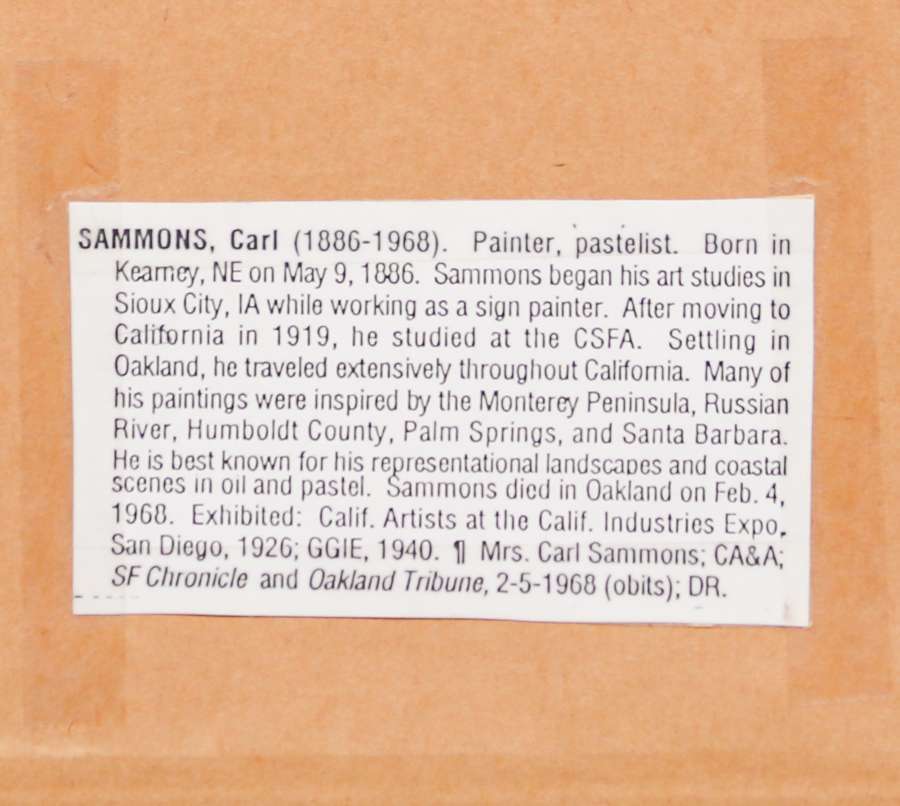 SAMMONS, Carl (1886-1968). Painter, pastelist. Born in
Kearney, NE on May 9, 1886. Sammons began his art studies in
Sioux City, IA while working as a sign painter. After moving to
California in 1919, he studied at the CSFA. Settling in
Oakland, he traveled extensively throughout California. Many of
his paintings were inspired by the Monterey Peninsula, Russian
River, Humboldt County, Palm Springs, and Santa Barbara.
He is best known for his representational landscapes and coastal
scenes in oil and pastel. Sammons died in Oakland on Feb. 4,
1968. Exhibited: Calif. Artists at the Calif. Industries Expo,
San Diego, 1926; GGIE, 1940. ¶ Mrs. Carl Sammons; CA&A;
SF Chronicle and Oakland Tribune, 2-5-1968 (obits); DR.